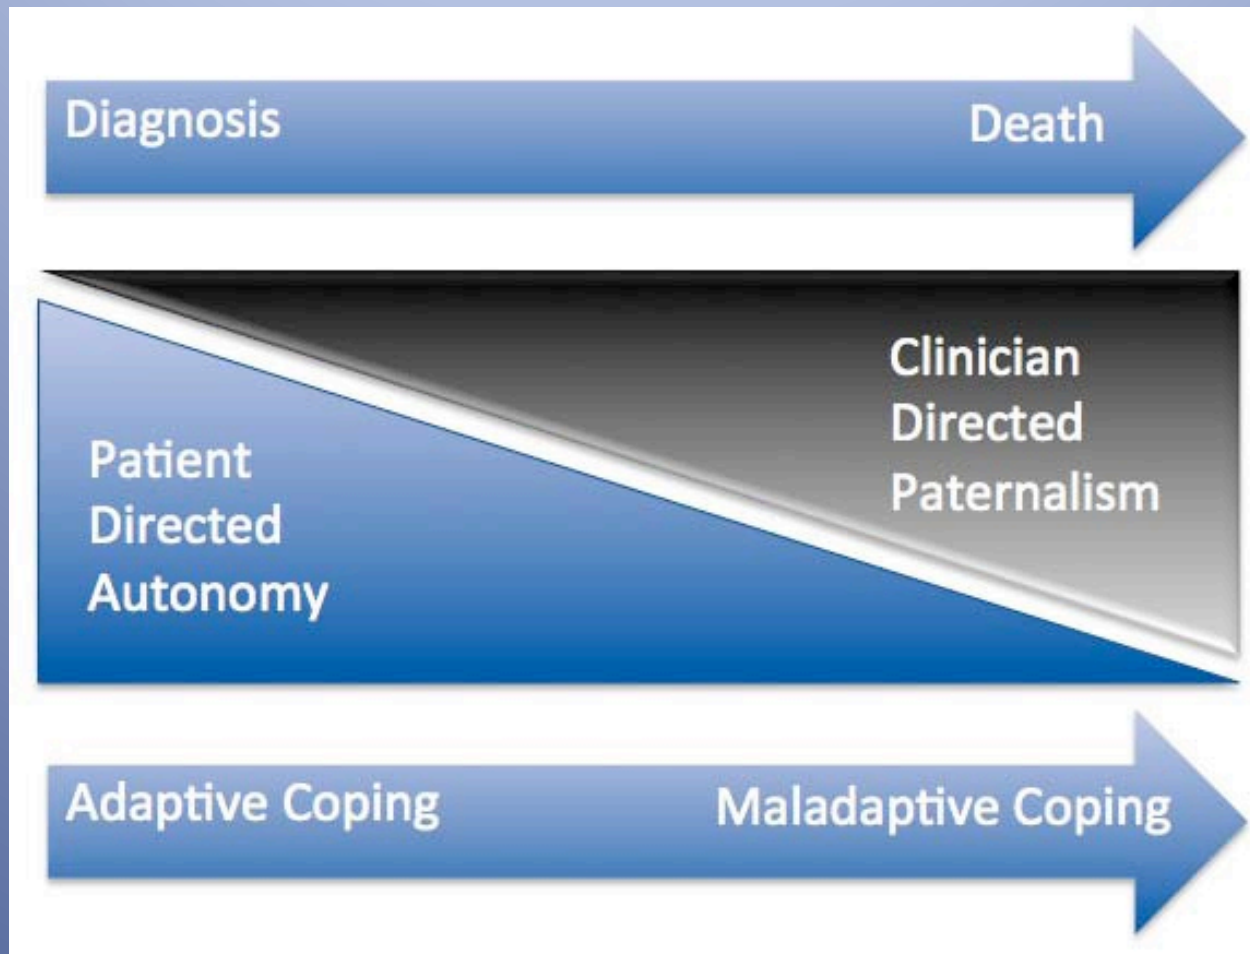 Diagnosis
Death
Clinician
Directed
Paternalism
Patient
Directed
Autonomy
Adaptive Coping
Maladaptive Coping